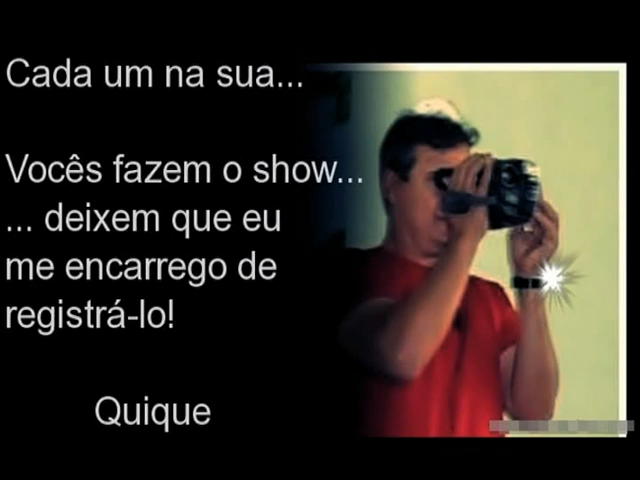 Cada um na sua...
Vocês fazem o show...
... deixem que eu
me encarrego de
registrá-lo!
Quique